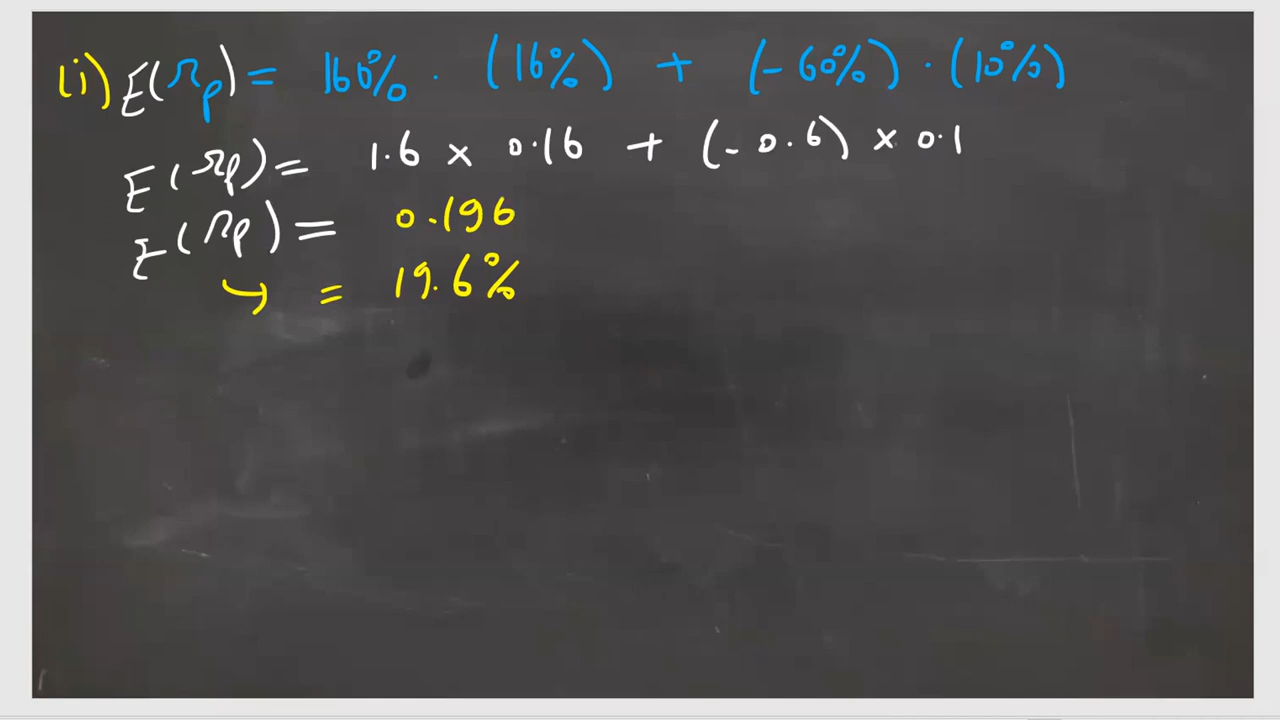 (i) E(rp) = 160% · (16%) + (-60%) · (10%)
E(rp) = 1.6 × 0.16 + (-0.6) × 0.1
E(rp) = 0.196
↪ = 19.6%